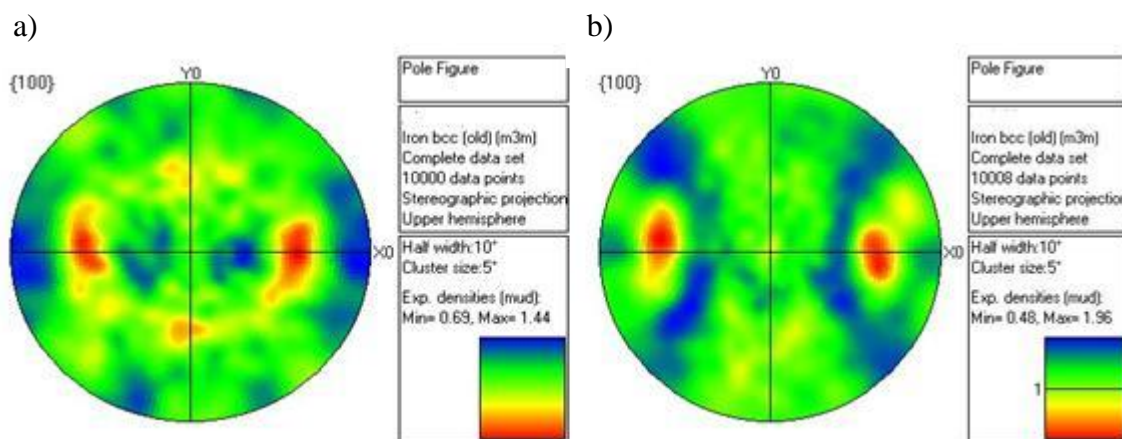 a)
b)
{100}
Y0
X0
Pole Figure
Iron bcc (old) (m3m)
Complete data set
10000 data points
Stereographic projection
Upper hemisphere
Half width:10°
Cluster size:5°
Exp. densities (mud):
Min= 0.69, Max= 1.44
{100}
Y0
X0
Pole Figure
Iron bcc (old) (m3m)
Complete data set
10008 data points
Stereographic projection
Upper hemisphere
Half width:10°
Cluster size:5°
Exp. densities (mud):
Min= 0.48, Max= 1.96
1